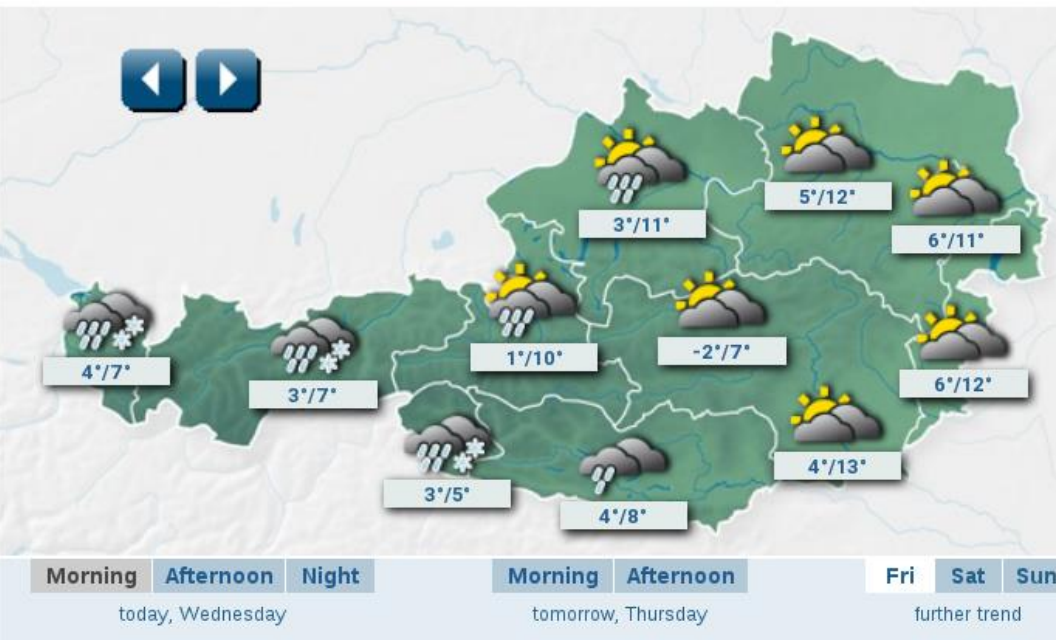 5°/12°
3°/11°
6°/11°
1°/10°
-2°/7°
4°/7°
6°/12°
3°/7°
4°/13°
3°/5°
4°/8°
Morning Afternoon Night
Morning Afternoon
Fri Sat Sun
today, Wednesday
tomorrow, Thursday
further trend